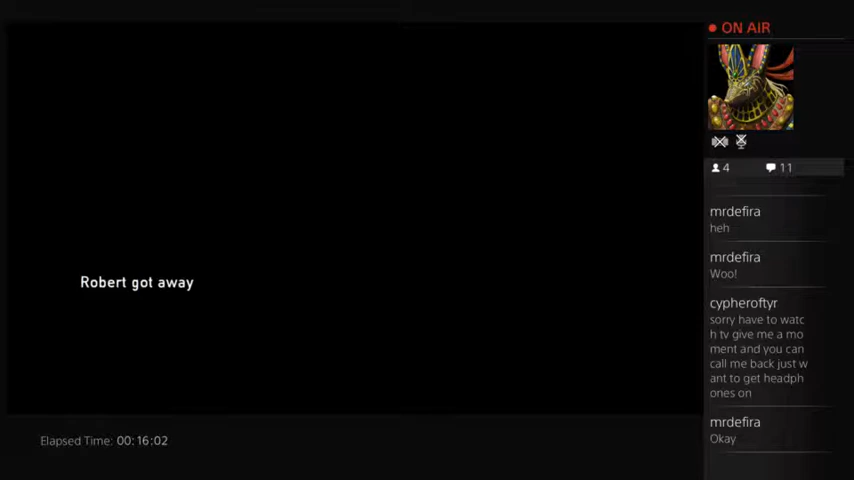 ON AIR
4 11
mrdefira
heh
mrdefira
Woo!
cypheroftyr
sorry have to watc
h tv give me a mo
ment and you can
call me back just w
ant to get headph
ones on
mrdefira
Okay
Robert got away
Elapsed Time: 00:16:02